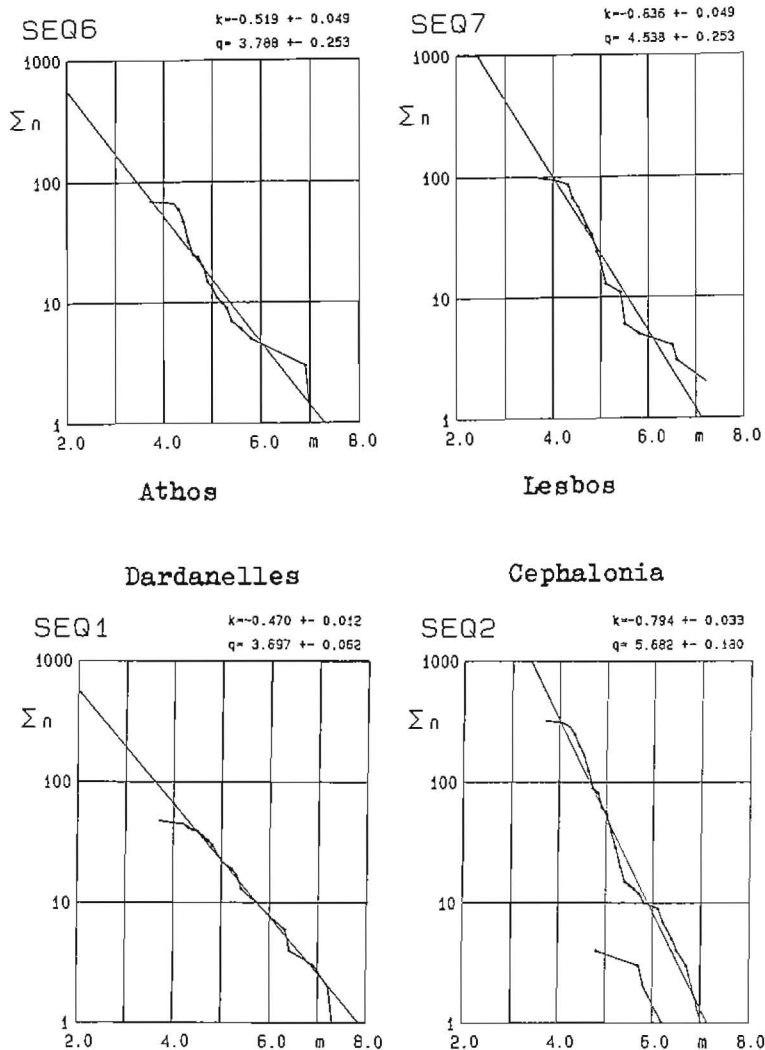 SEQ6
k=-0.519 +- 0.049
q= 3.788 +- 0.253
1000
Σn
100
10
1
2.0 4.0 6.0 m 8.0
Athos
SEQ7
k=-0.636 +- 0.049
q= 4.538 +- 0.253
1000
Σn
100
10
1
2.0 4.0 6.0 m 8.0
Lesbos
Dardanelles
SEQ1
k=-0.470 +- 0.012
q= 3.697 +- 0.062
1000
Σn
100
10
1
2.0 4.0 6.0 m 8.0
Cephalonia
SEQ2
k=-0.794 +- 0.033
q= 5.682 +- 0.180
1000
Σn
100
10
1
2.0 4.0 6.0 m 8.0